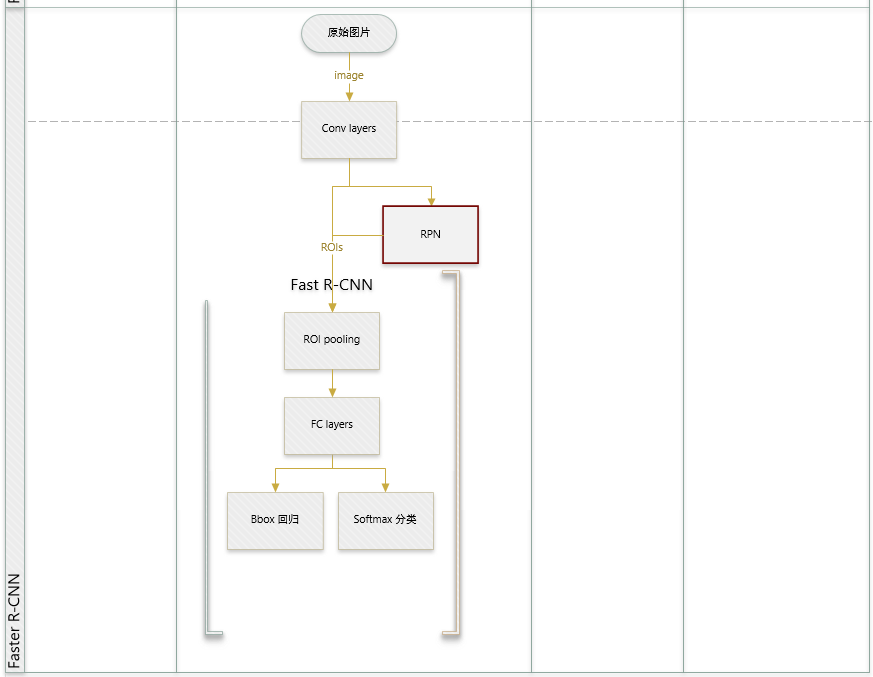 原始图片
image
Conv layers
RPN
ROIs
Fast R-CNN
ROI pooling
FC layers
Bbox 回归
Softmax 分类
Faster R-CNN